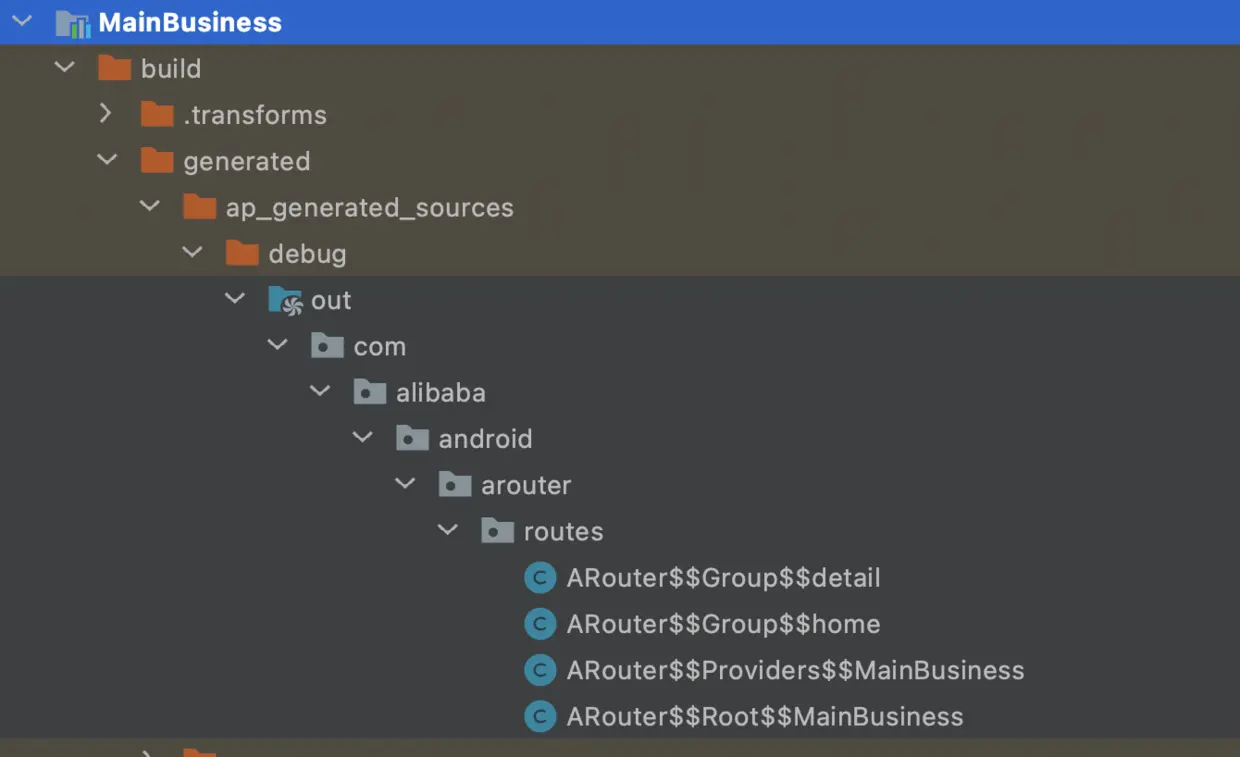 MainBusiness
build
.transforms
generated
ap_generated_sources
debug
out
com
alibaba
android
arouter
routes
ARouter$$Group$$detail
ARouter$$Group$$home
ARouter$$Providers$$MainBusiness
ARouter$$Root$$MainBusiness